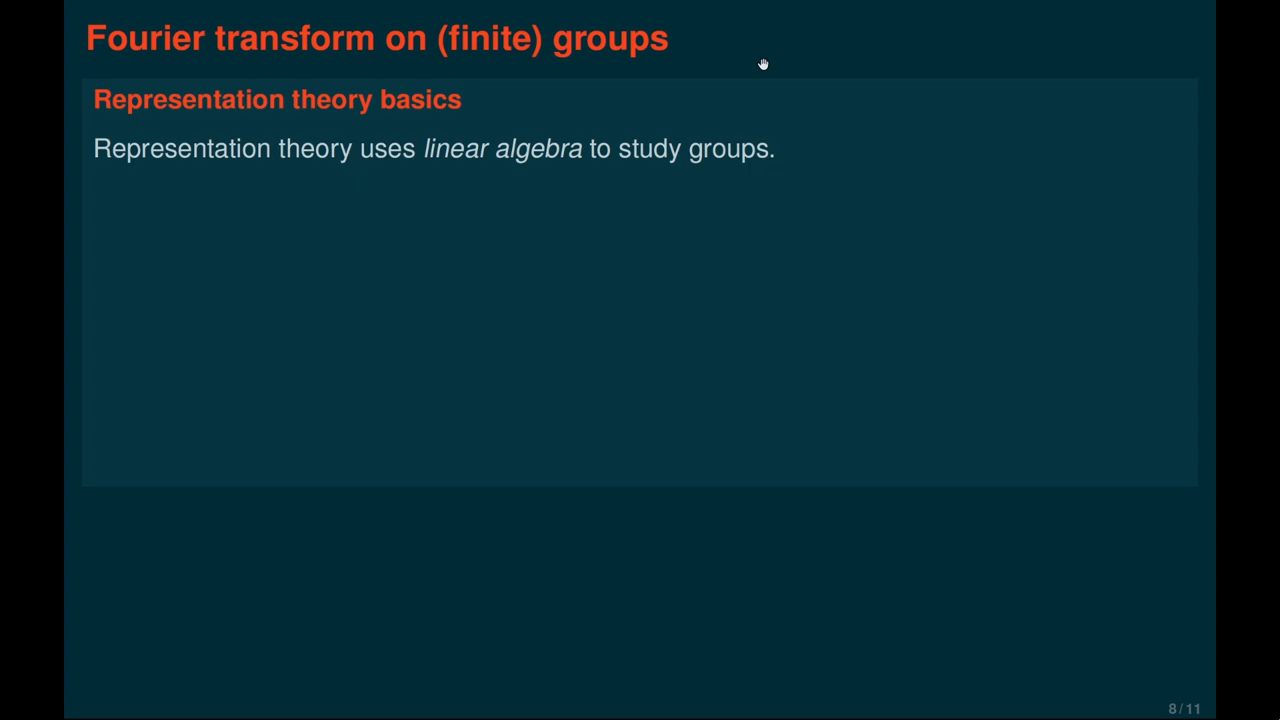 Fourier transform on (finite) groups
Representation theory basics
Representation theory uses linear algebra to study groups.
8 / 11